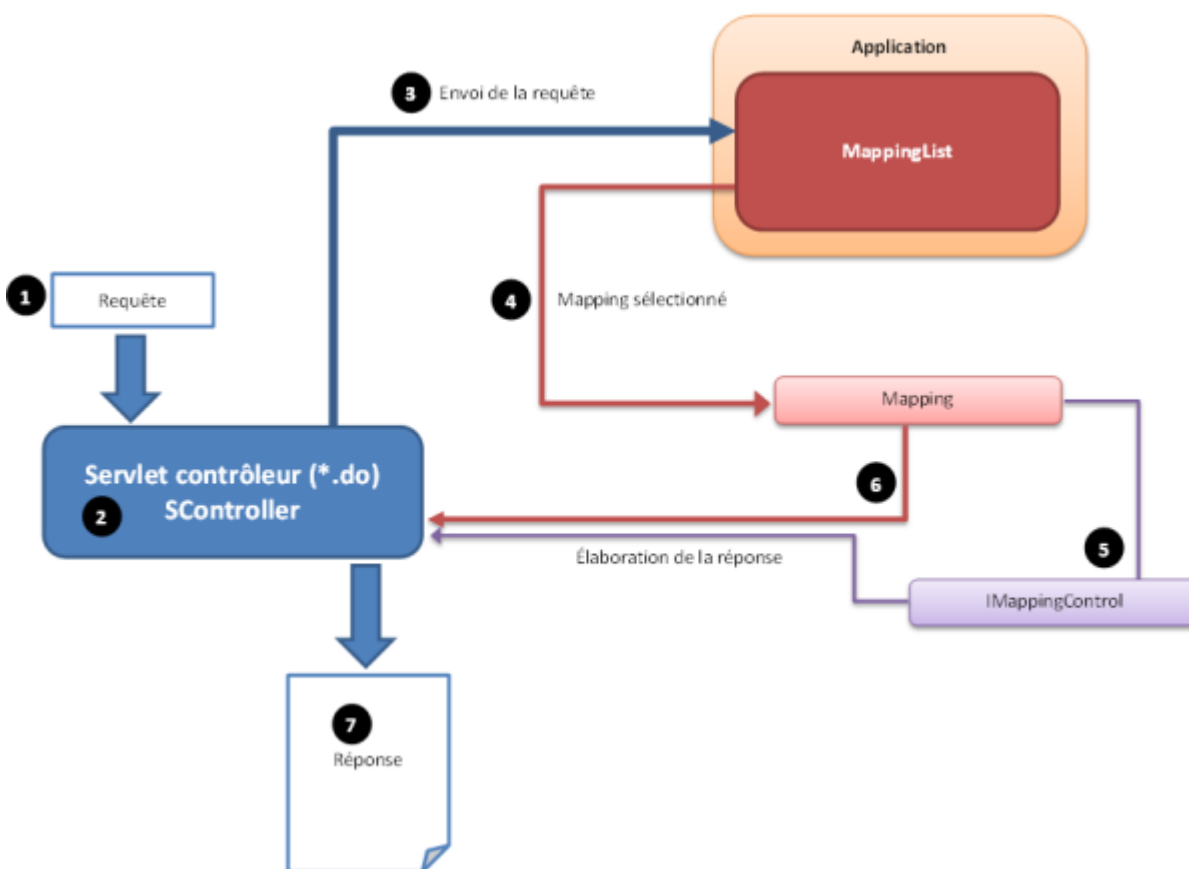 Application
3 Envoi de la requête
MappingList
1 Requête
4 Mapping sélectionné
Mapping
Servlet contrôleur (*.do)
2 SController
6
Élaboration de la réponse
5
IMappingControl
7
Réponse